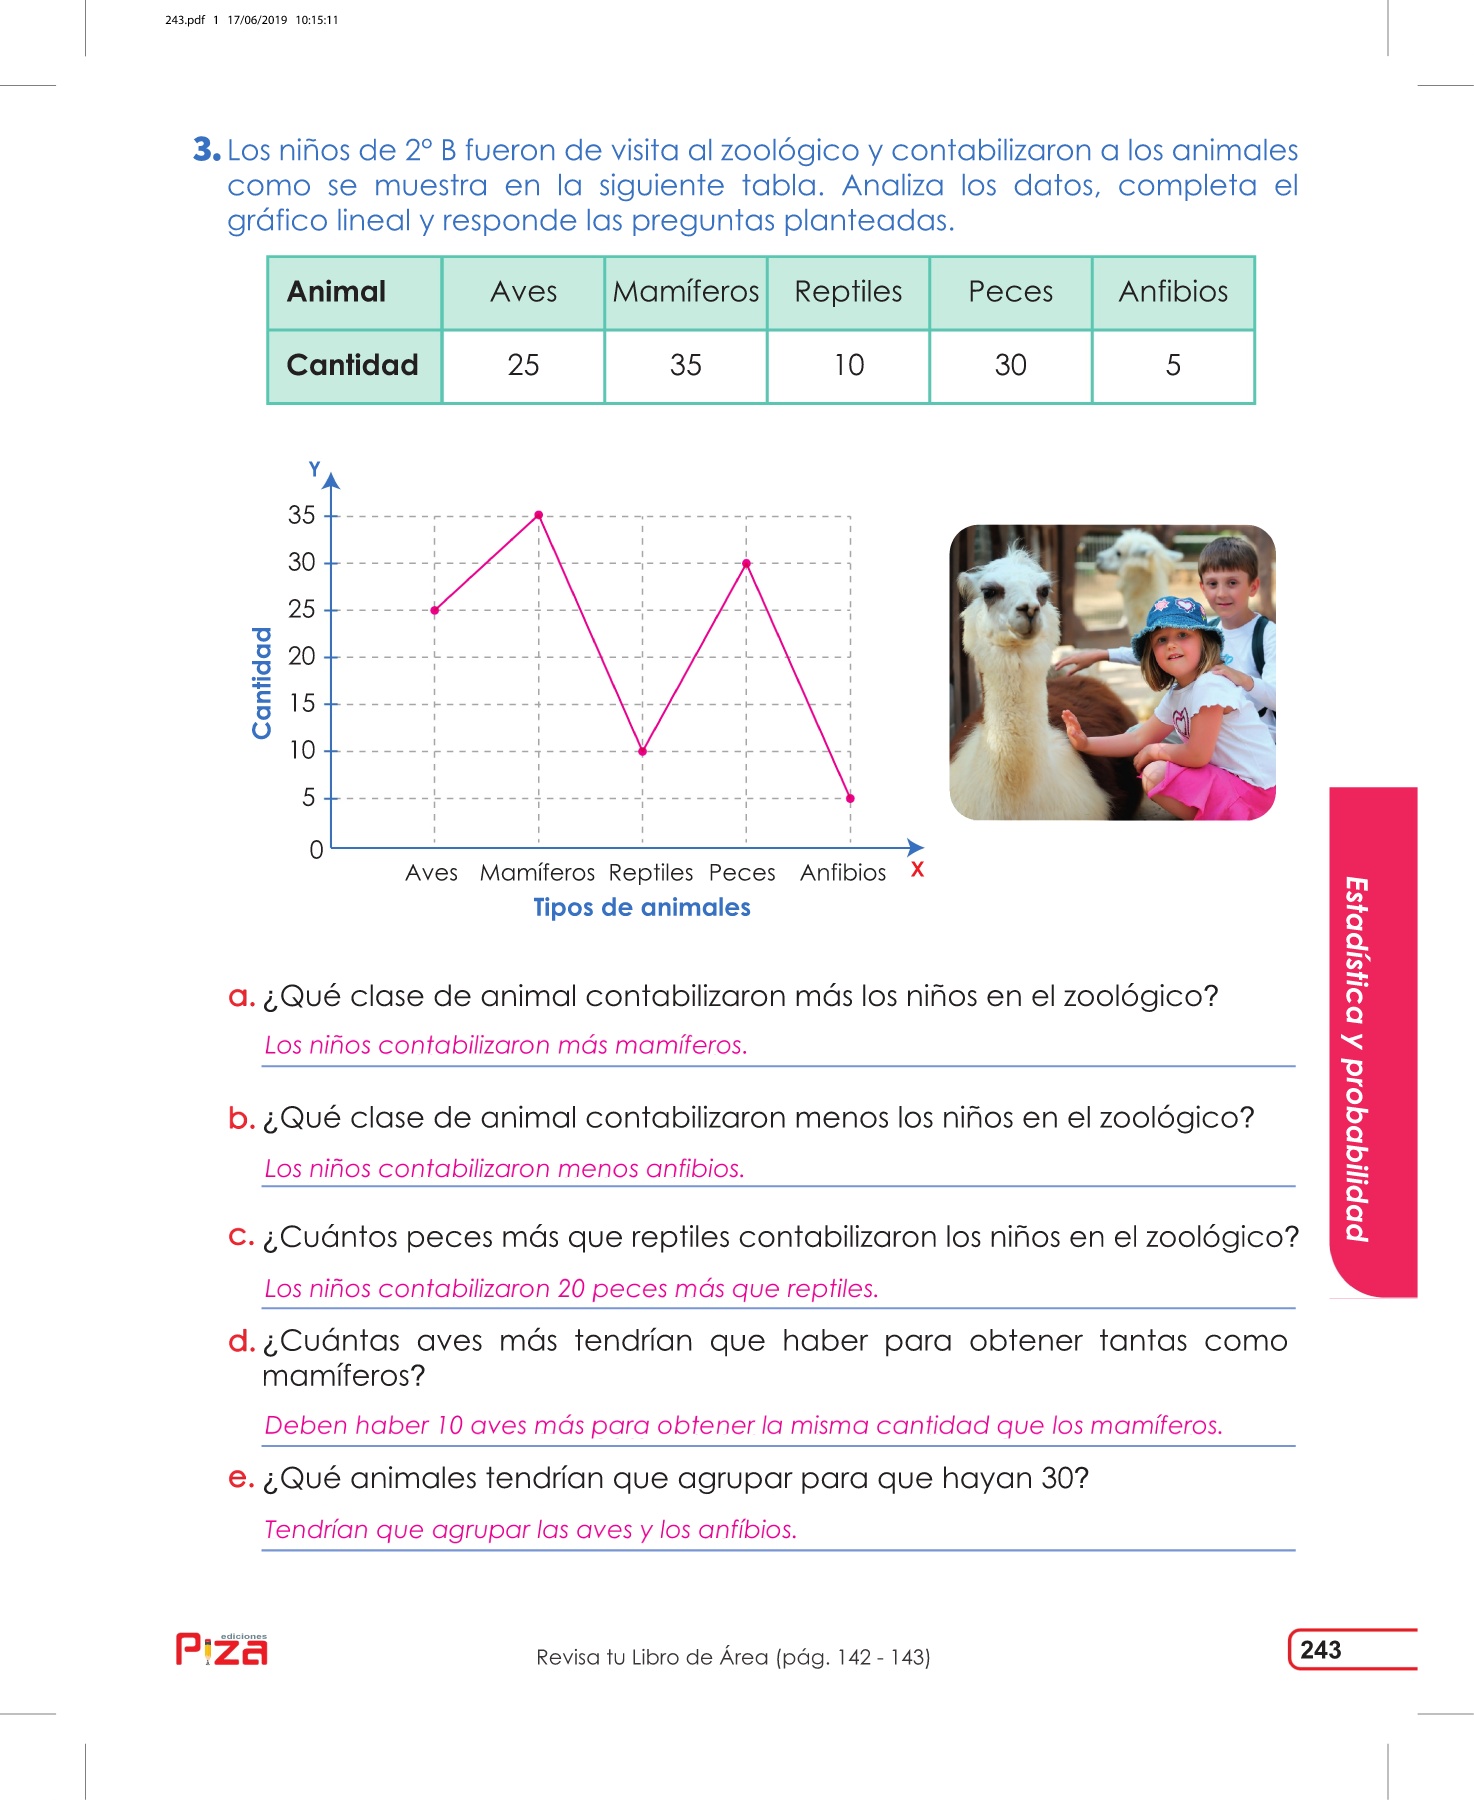 243.pdf 1 17/06/2019 10:15:11
3. Los niños de 2° B fueron de visita al zoológico y contabilizaron a los animales
como se muestra en la siguiente tabla. Analiza los datos, completa el
gráfico lineal y responde las preguntas planteadas.
Animal Aves Mamíferos Reptiles Peces Anfibios
Cantidad 25 35 10 30 5
Y
35
30
25
20
15
10
5
0
Cantidad
Aves Mamíferos Reptiles Peces Anfibios X
Tipos de animales
a. ¿Qué clase de animal contabilizaron más los niños en el zoológico?
Los niños contabilizaron más mamíferos.
b. ¿Qué clase de animal contabilizaron menos los niños en el zoológico?
Los niños contabilizaron menos anfibios.
c. ¿Cuántos peces más que reptiles contabilizaron los niños en el zoológico?
Los niños contabilizaron 20 peces más que reptiles.
d. ¿Cuántas aves más tendrían que haber para obtener tantas como
mamíferos?
Deben haber 10 aves más para obtener la misma cantidad que los mamíferos.
e. ¿Qué animales tendrían que agrupar para que hayan 30?
Tendrían que agrupar las aves y los anfíbios.
Estadística y probabilidad
ediciones
Piza
Revisa tu Libro de Área (pág. 142 - 143)
243